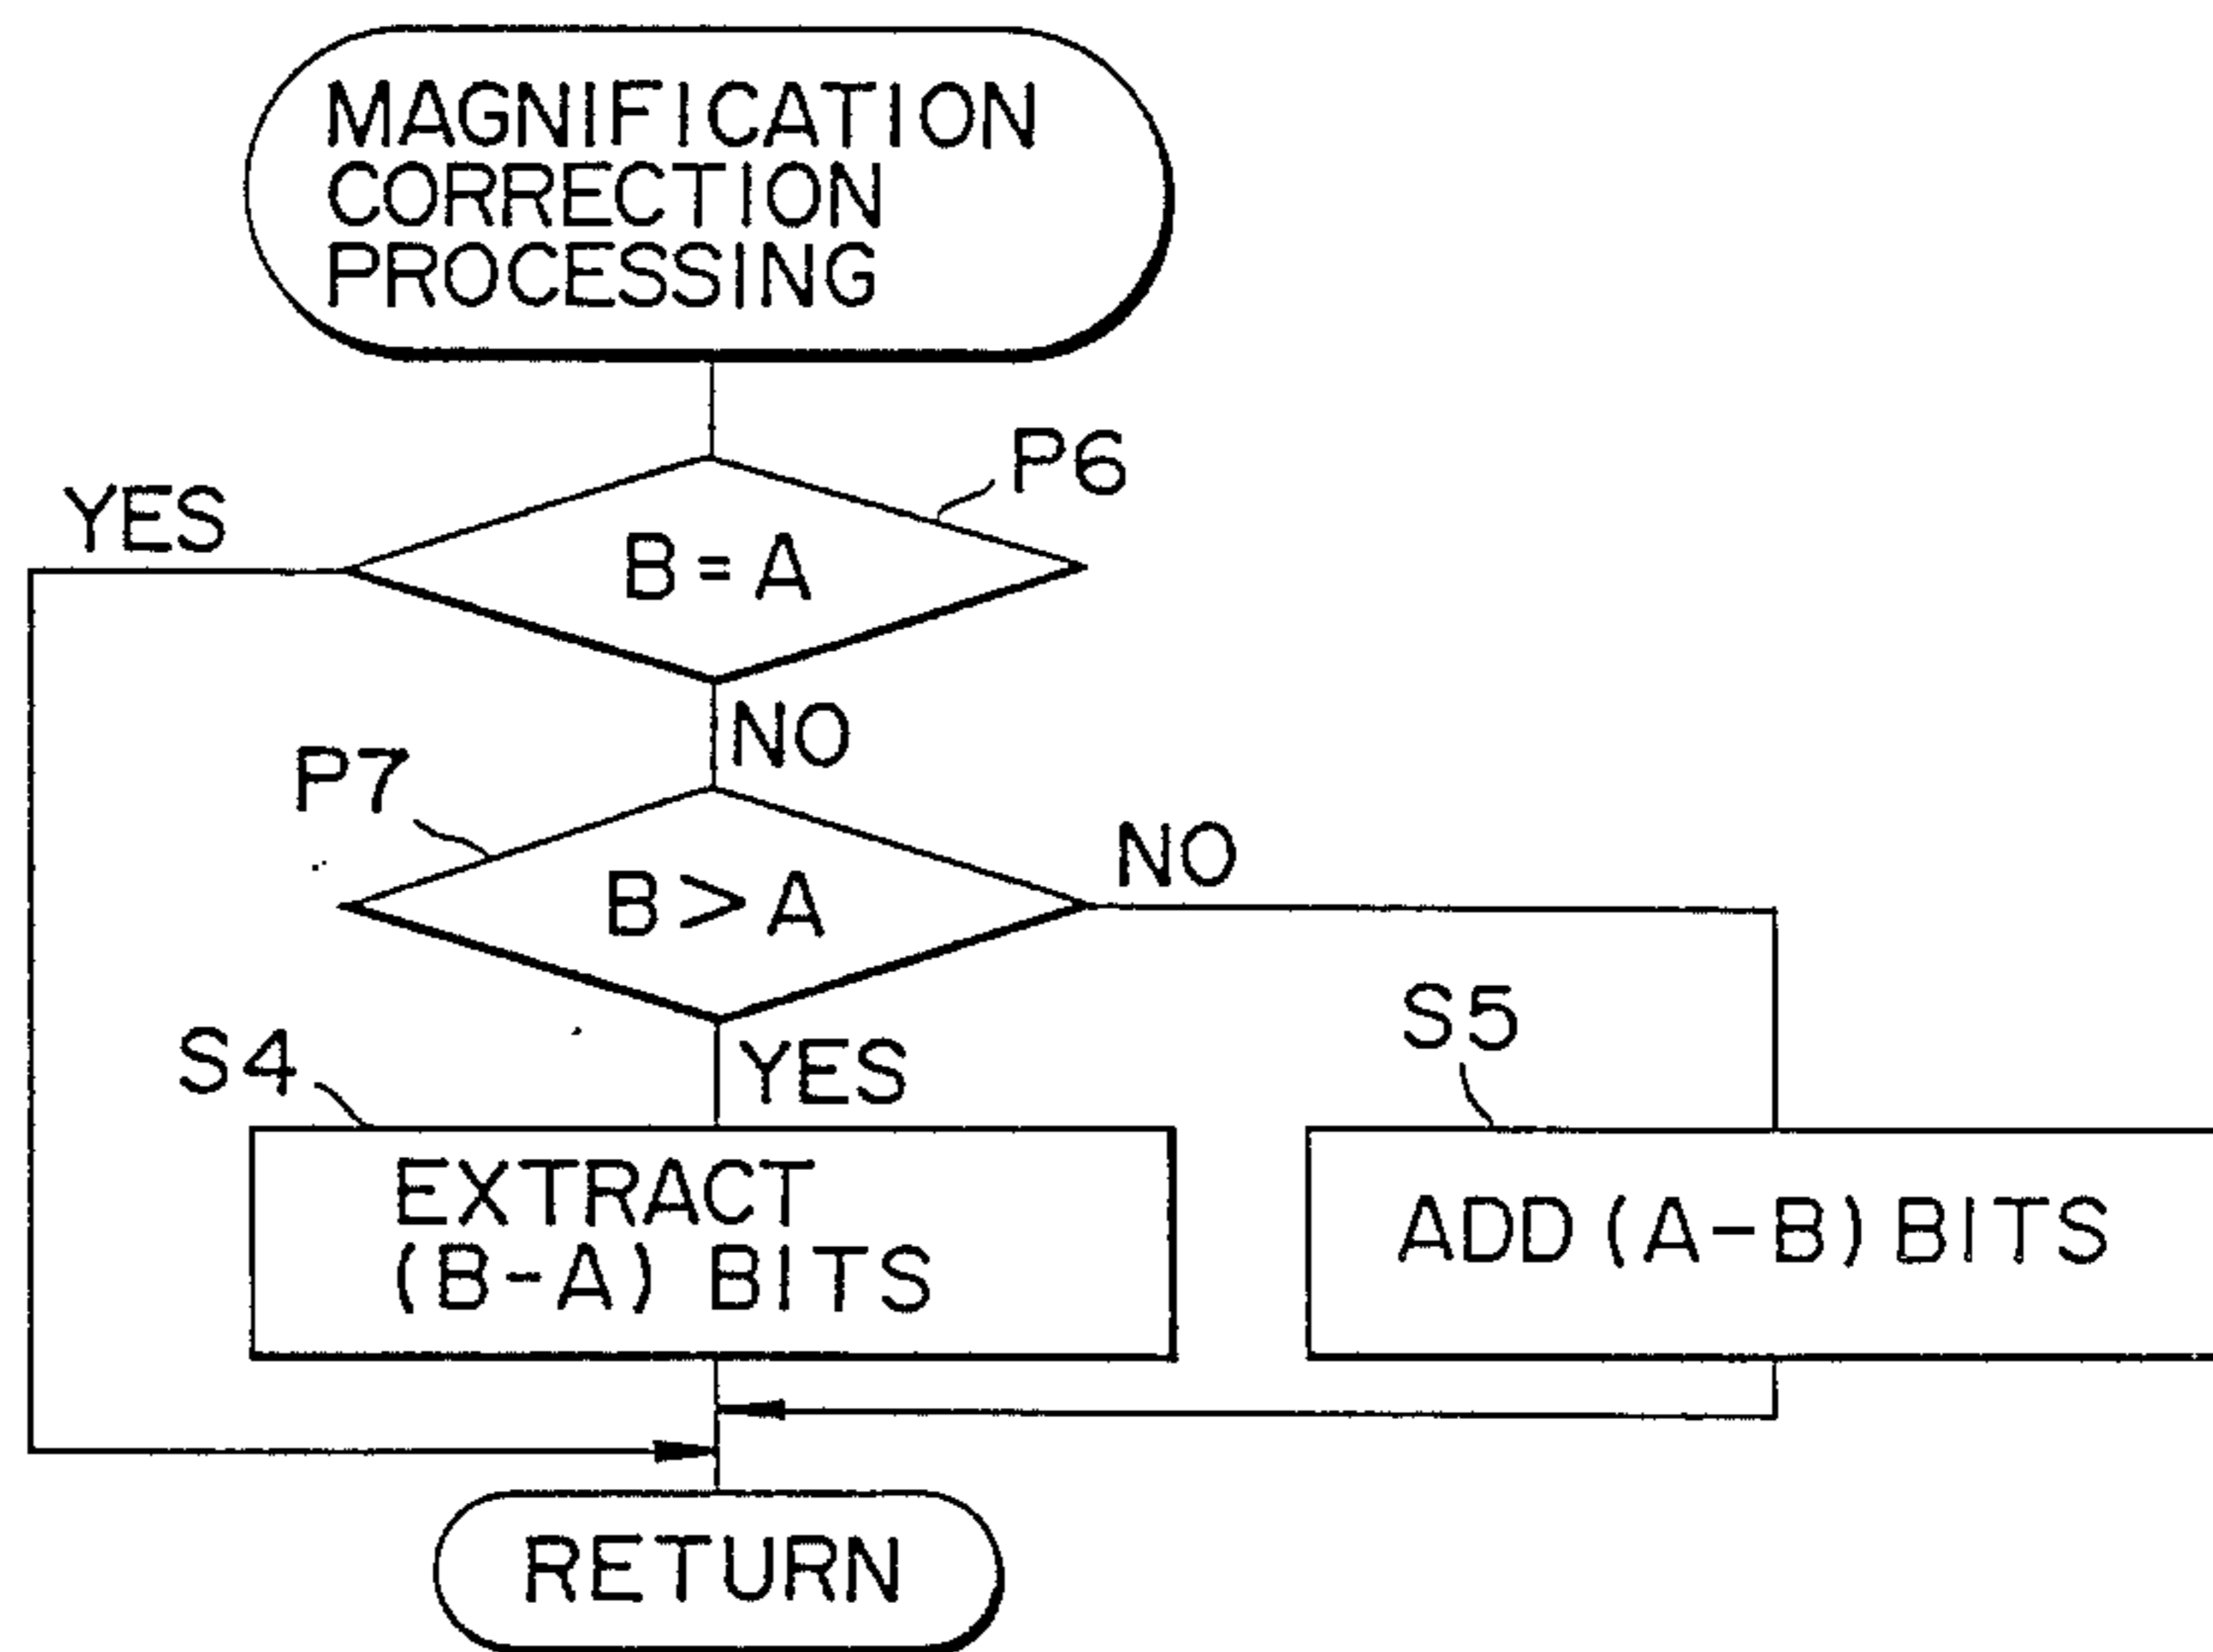 MAGNIFICATION
CORRECTION
PROCESSING
P6
YES
B = A
NO
P7
NO
B > A
S5
S4
YES
EXTRACT
(B-A) BITS
ADD (A-B) BITS
RETURN